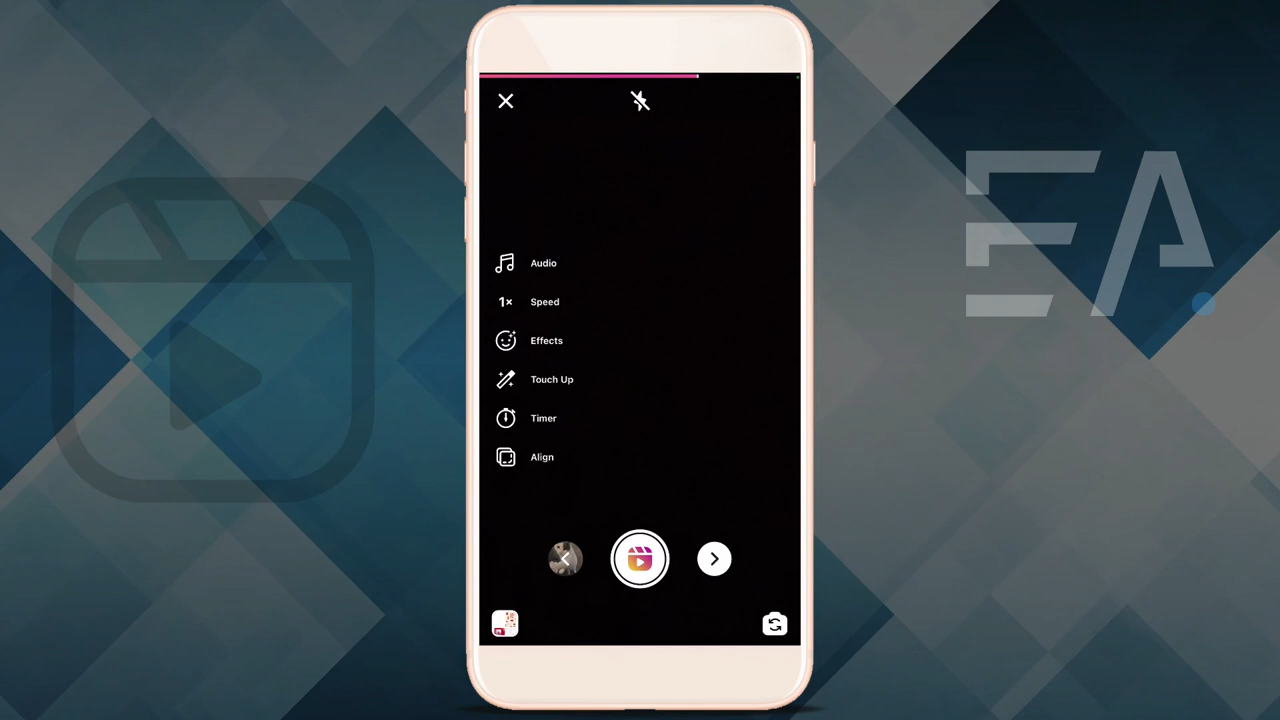 EA
Audio
1× Speed
Effects
Touch Up
Timer
Align